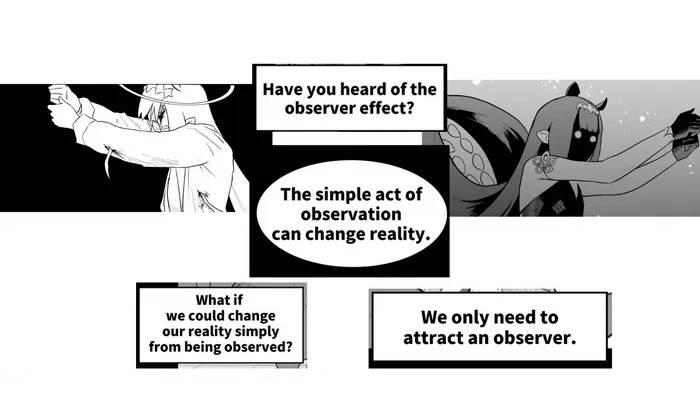 Have you heard of the
observer effect?
The simple act of
observation
can change reality.
What if
we could change
our reality simply
from being observed?
We only need to
attract an observer.